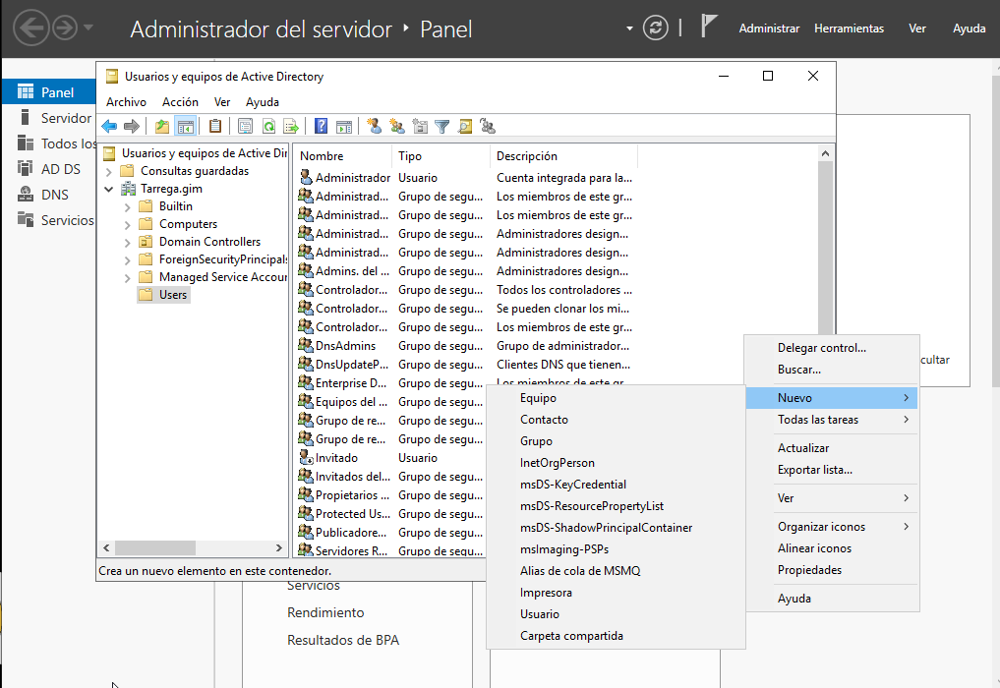 Administrador del servidor ‣ Panel
Administrar Herramientas Ver Ayuda
Panel
Servidor
Todos los
AD DS
DNS
Servicios
Usuarios y equipos de Active Directory
Archivo Acción Ver Ayuda
Usuarios y equipos de Active Dir
Consultas guardadas
Tarrega.gim
Builtin
Computers
Domain Controllers
ForeignSecurityPrincipals
Managed Service Accour
Users
Nombre Tipo Descripción
Administrador Usuario Cuenta integrada para la...
Administrad... Grupo de segu... Los miembros de este gr...
Administrad... Grupo de segu... Los miembros de este gr...
Administrad... Grupo de segu... Administradores design...
Administrad... Grupo de segu... Administradores design...
Admins. del ... Grupo de segu... Administradores design...
Controlador... Grupo de segu... Todos los controladores ...
Controlador... Grupo de segu... Se pueden clonar los mi...
Controlador... Grupo de segu... Los miembros de este gr...
DnsAdmins Grupo de segu... Grupo de administrador...
DnsUpdateP... Grupo de segu... Clientes DNS que tienen...
Enterprise D... Grupo de segu... Los miembros de este gr...
Equipos del ... Grupo de segu...
Grupo de re... Grupo de segu...
Grupo de re... Grupo de segu...
Invitado Usuario
Invitados del... Grupo de segu...
Propietarios ... Grupo de segu...
Protected Us... Grupo de segu...
Publicadore... Grupo de segu...
Servidores R... Grupo de segu...
Crea un nuevo elemento en este contenedor.
Delegar control...
Buscar...
Nuevo
Todas las tareas
Actualizar
Exportar lista...
Ver
Organizar iconos
Alinear iconos
Propiedades
Ayuda
Equipo
Contacto
Grupo
InetOrgPerson
msDS-KeyCredential
msDS-ResourcePropertyList
msDS-ShadowPrincipalContainer
msImaging-PSPs
Alias de cola de MSMQ
Impresora
Usuario
Carpeta compartida
cultar
Servicios
Rendimiento
Resultados de BPA